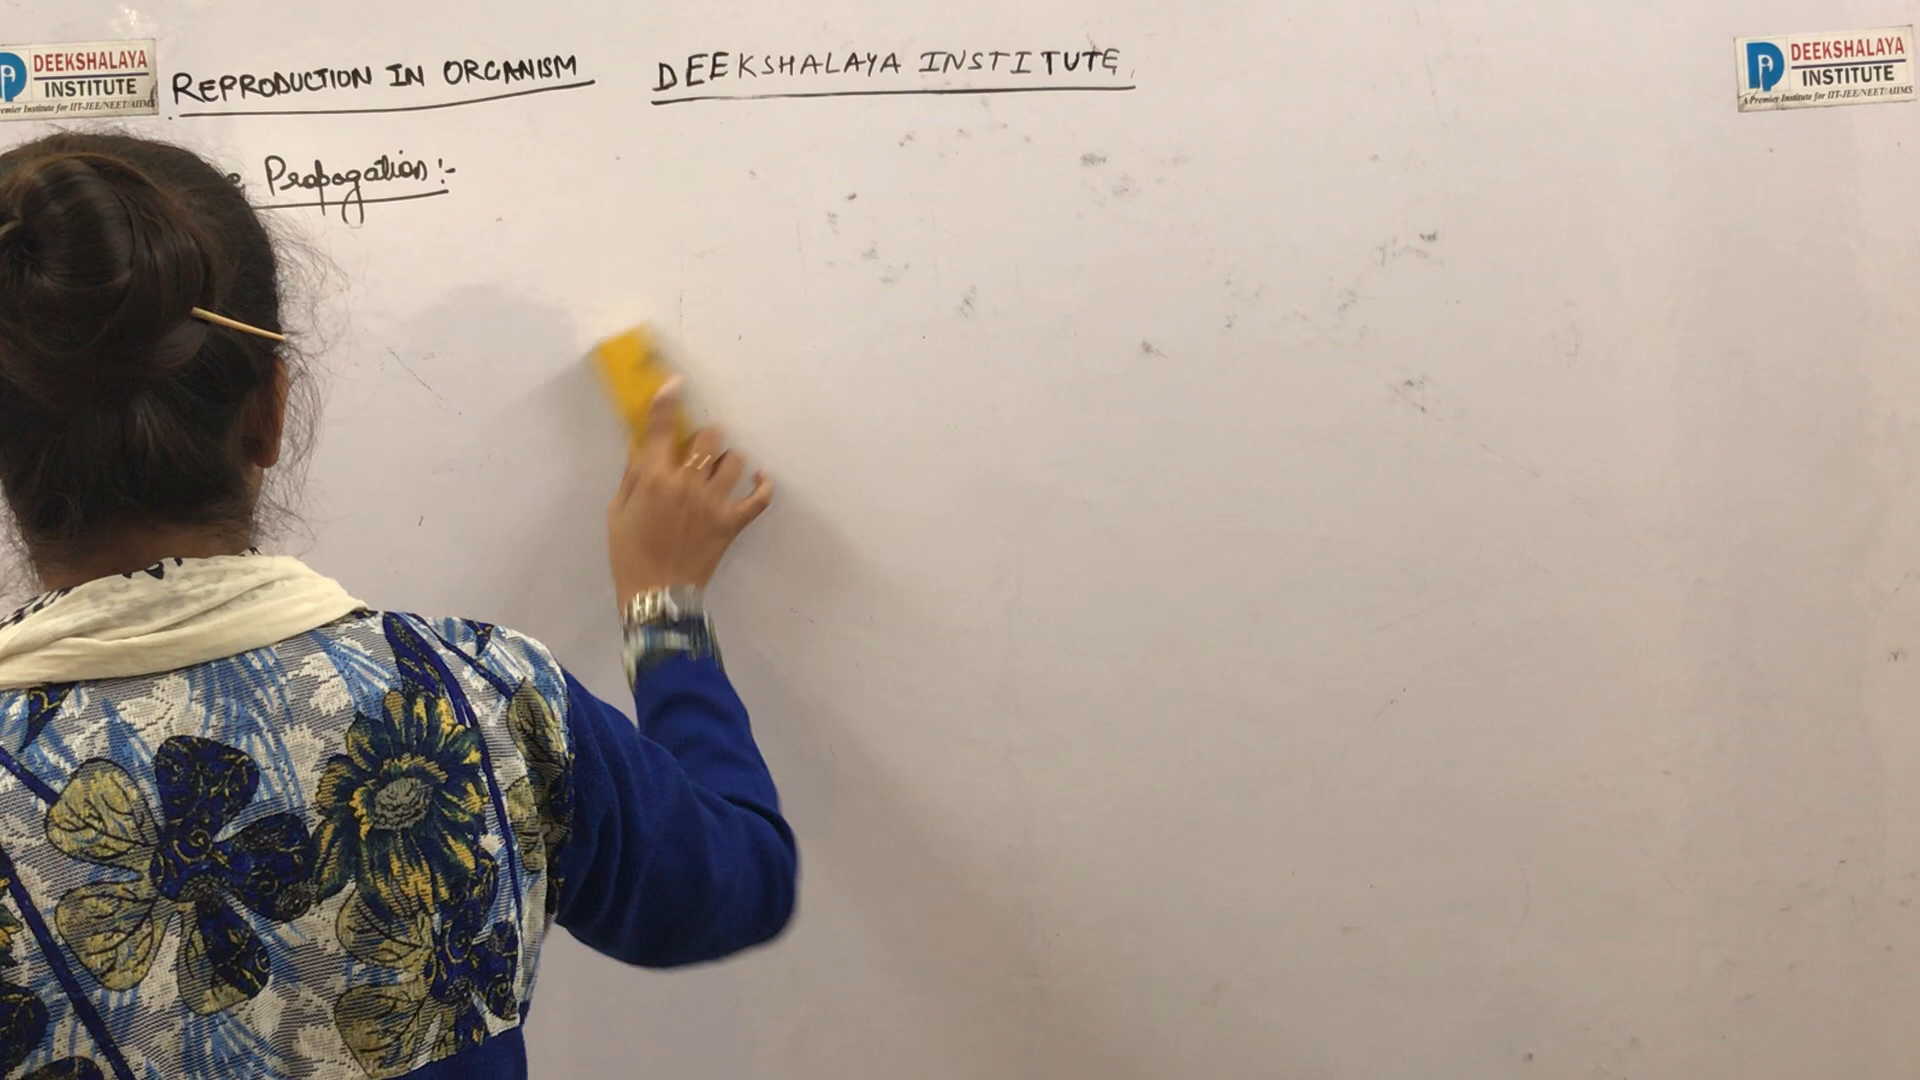 DEEKSHALAYA
INSTITUTE
Premier Institute for IIT-JEE/NEET/AIIMS
REPRODUCTION IN ORGANISM
DEEKSHALAYA INSTITUTE
Propogation :-
DEEKSHALAYA
INSTITUTE
A Premier Institute for IIT-JEE/NEET/AIIMS